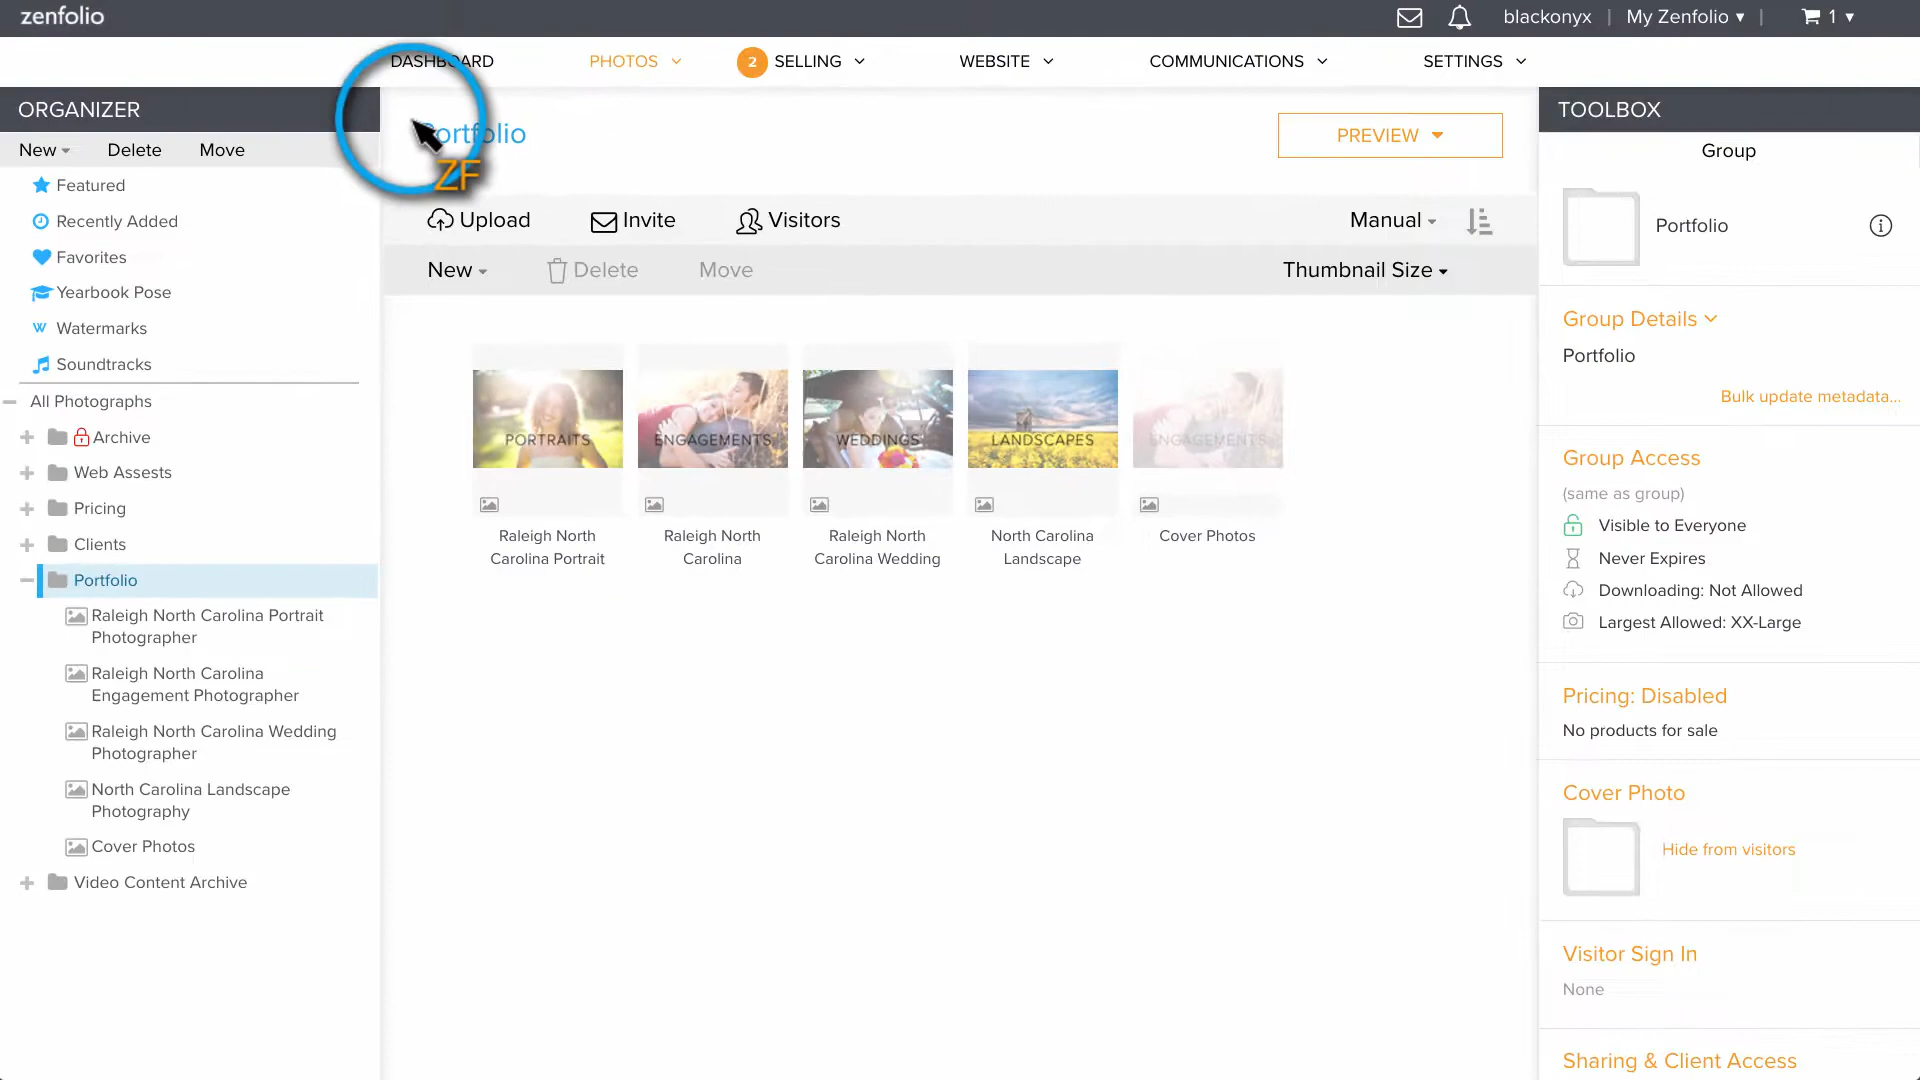 zenfolio
blackonyx | My Zenfolio ▾ | 1 ▾
DASHBOARD
PHOTOS
2 SELLING
WEBSITE
COMMUNICATIONS
SETTINGS
ORGANIZER
New
Delete
Move
Featured
Recently Added
Favorites
Yearbook Pose
W Watermarks
Soundtracks
All Photographs
Archive
Web Assests
Pricing
Clients
Portfolio
Raleigh North Carolina Portrait
Photographer
Raleigh North Carolina
Engagement Photographer
Raleigh North Carolina Wedding
Photographer
North Carolina Landscape
Photography
Cover Photos
Video Content Archive
Portfolio
ZF
PREVIEW
Upload
Invite
Visitors
Manual
New
Delete
Move
Thumbnail Size
PORTRAITS
ENGAGEMENTS
WEDDINGS
LANDSCAPES
ENGAGEMENTS
Raleigh North
Carolina Portrait
Raleigh North
Carolina
Raleigh North
Carolina Wedding
North Carolina
Landscape
Cover Photos
TOOLBOX
Group
Portfolio
Group Details
Portfolio
Bulk update metadata...
Group Access
(same as group)
Visible to Everyone
Never Expires
Downloading: Not Allowed
Largest Allowed: XX-Large
Pricing: Disabled
No products for sale
Cover Photo
Hide from visitors
Visitor Sign In
None
Sharing & Client Access